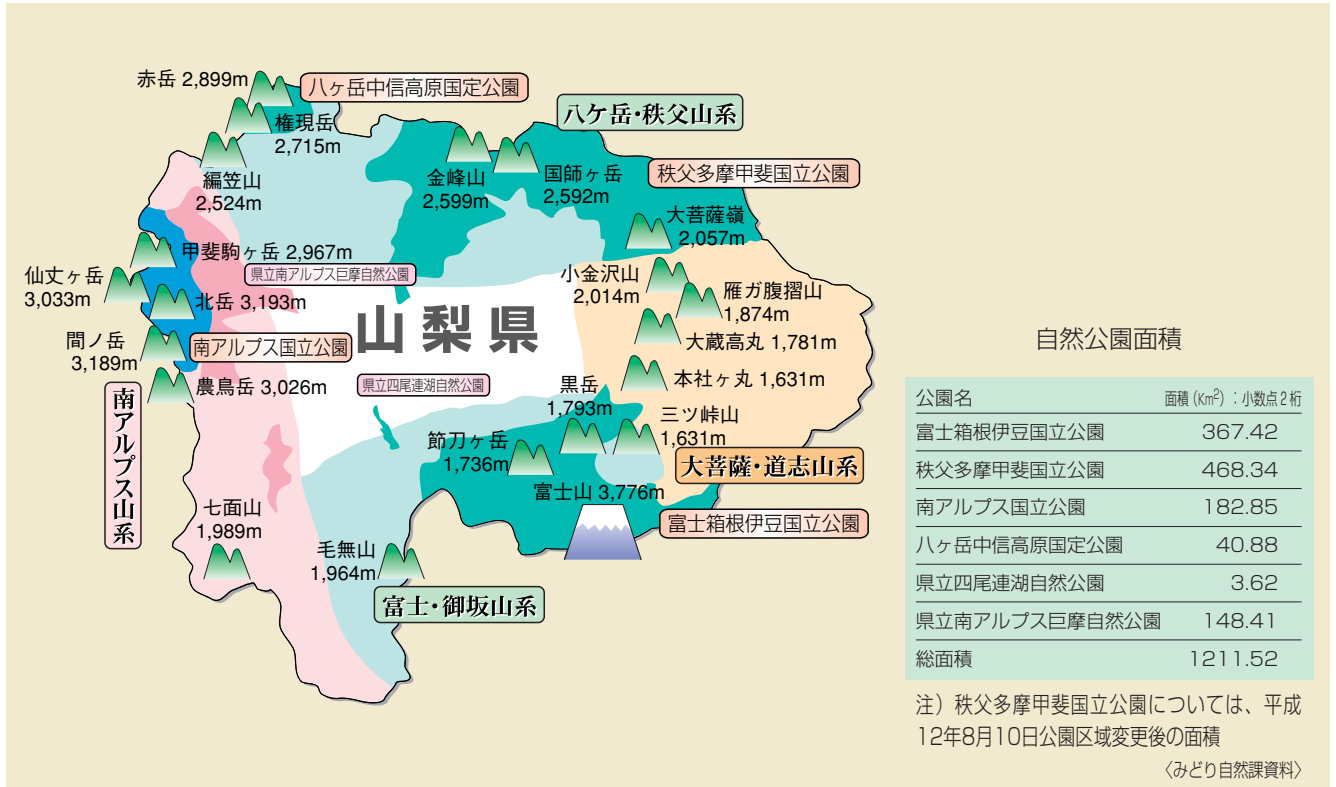 赤岳 2,899m
八ヶ岳中信高原国定公園
権現岳
2,715m
八ケ岳・秩父山系
編笠山
2,524m
金峰山
2,599m
国師ヶ岳
2,592m
秩父多摩甲斐国立公園
大菩薩嶺
2,057m
甲斐駒ヶ岳 2,967m
県立南アルプス巨摩自然公園
仙丈ヶ岳
3,033m
北岳 3,193m
小金沢山
2,014m
雁ガ腹摺山
1,874m
山梨県
間ノ岳
3,189m
南アルプス国立公園
大蔵高丸 1,781m
農鳥岳 3,026m
県立四尾連湖自然公園
本社ヶ丸 1,631m
黒岳
1,793m
三ツ峠山
1,631m
南アルプス山系
節刀ヶ岳
1,736m
大菩薩・道志山系
富士山 3,776m
富士箱根伊豆国立公園
七面山
1,989m
毛無山
1,964m
富士・御坂山系
自然公園面積
公園名 面積(Km²):小数点2桁
富士箱根伊豆国立公園 367.42
秩父多摩甲斐国立公園 468.34
南アルプス国立公園 182.85
八ヶ岳中信高原国定公園 40.88
県立四尾連湖自然公園 3.62
県立南アルプス巨摩自然公園 148.41
総面積 1211.52
注)秩父多摩甲斐国立公園については、平成
12年8月10日公園区域変更後の面積
〈みどり自然課資料〉